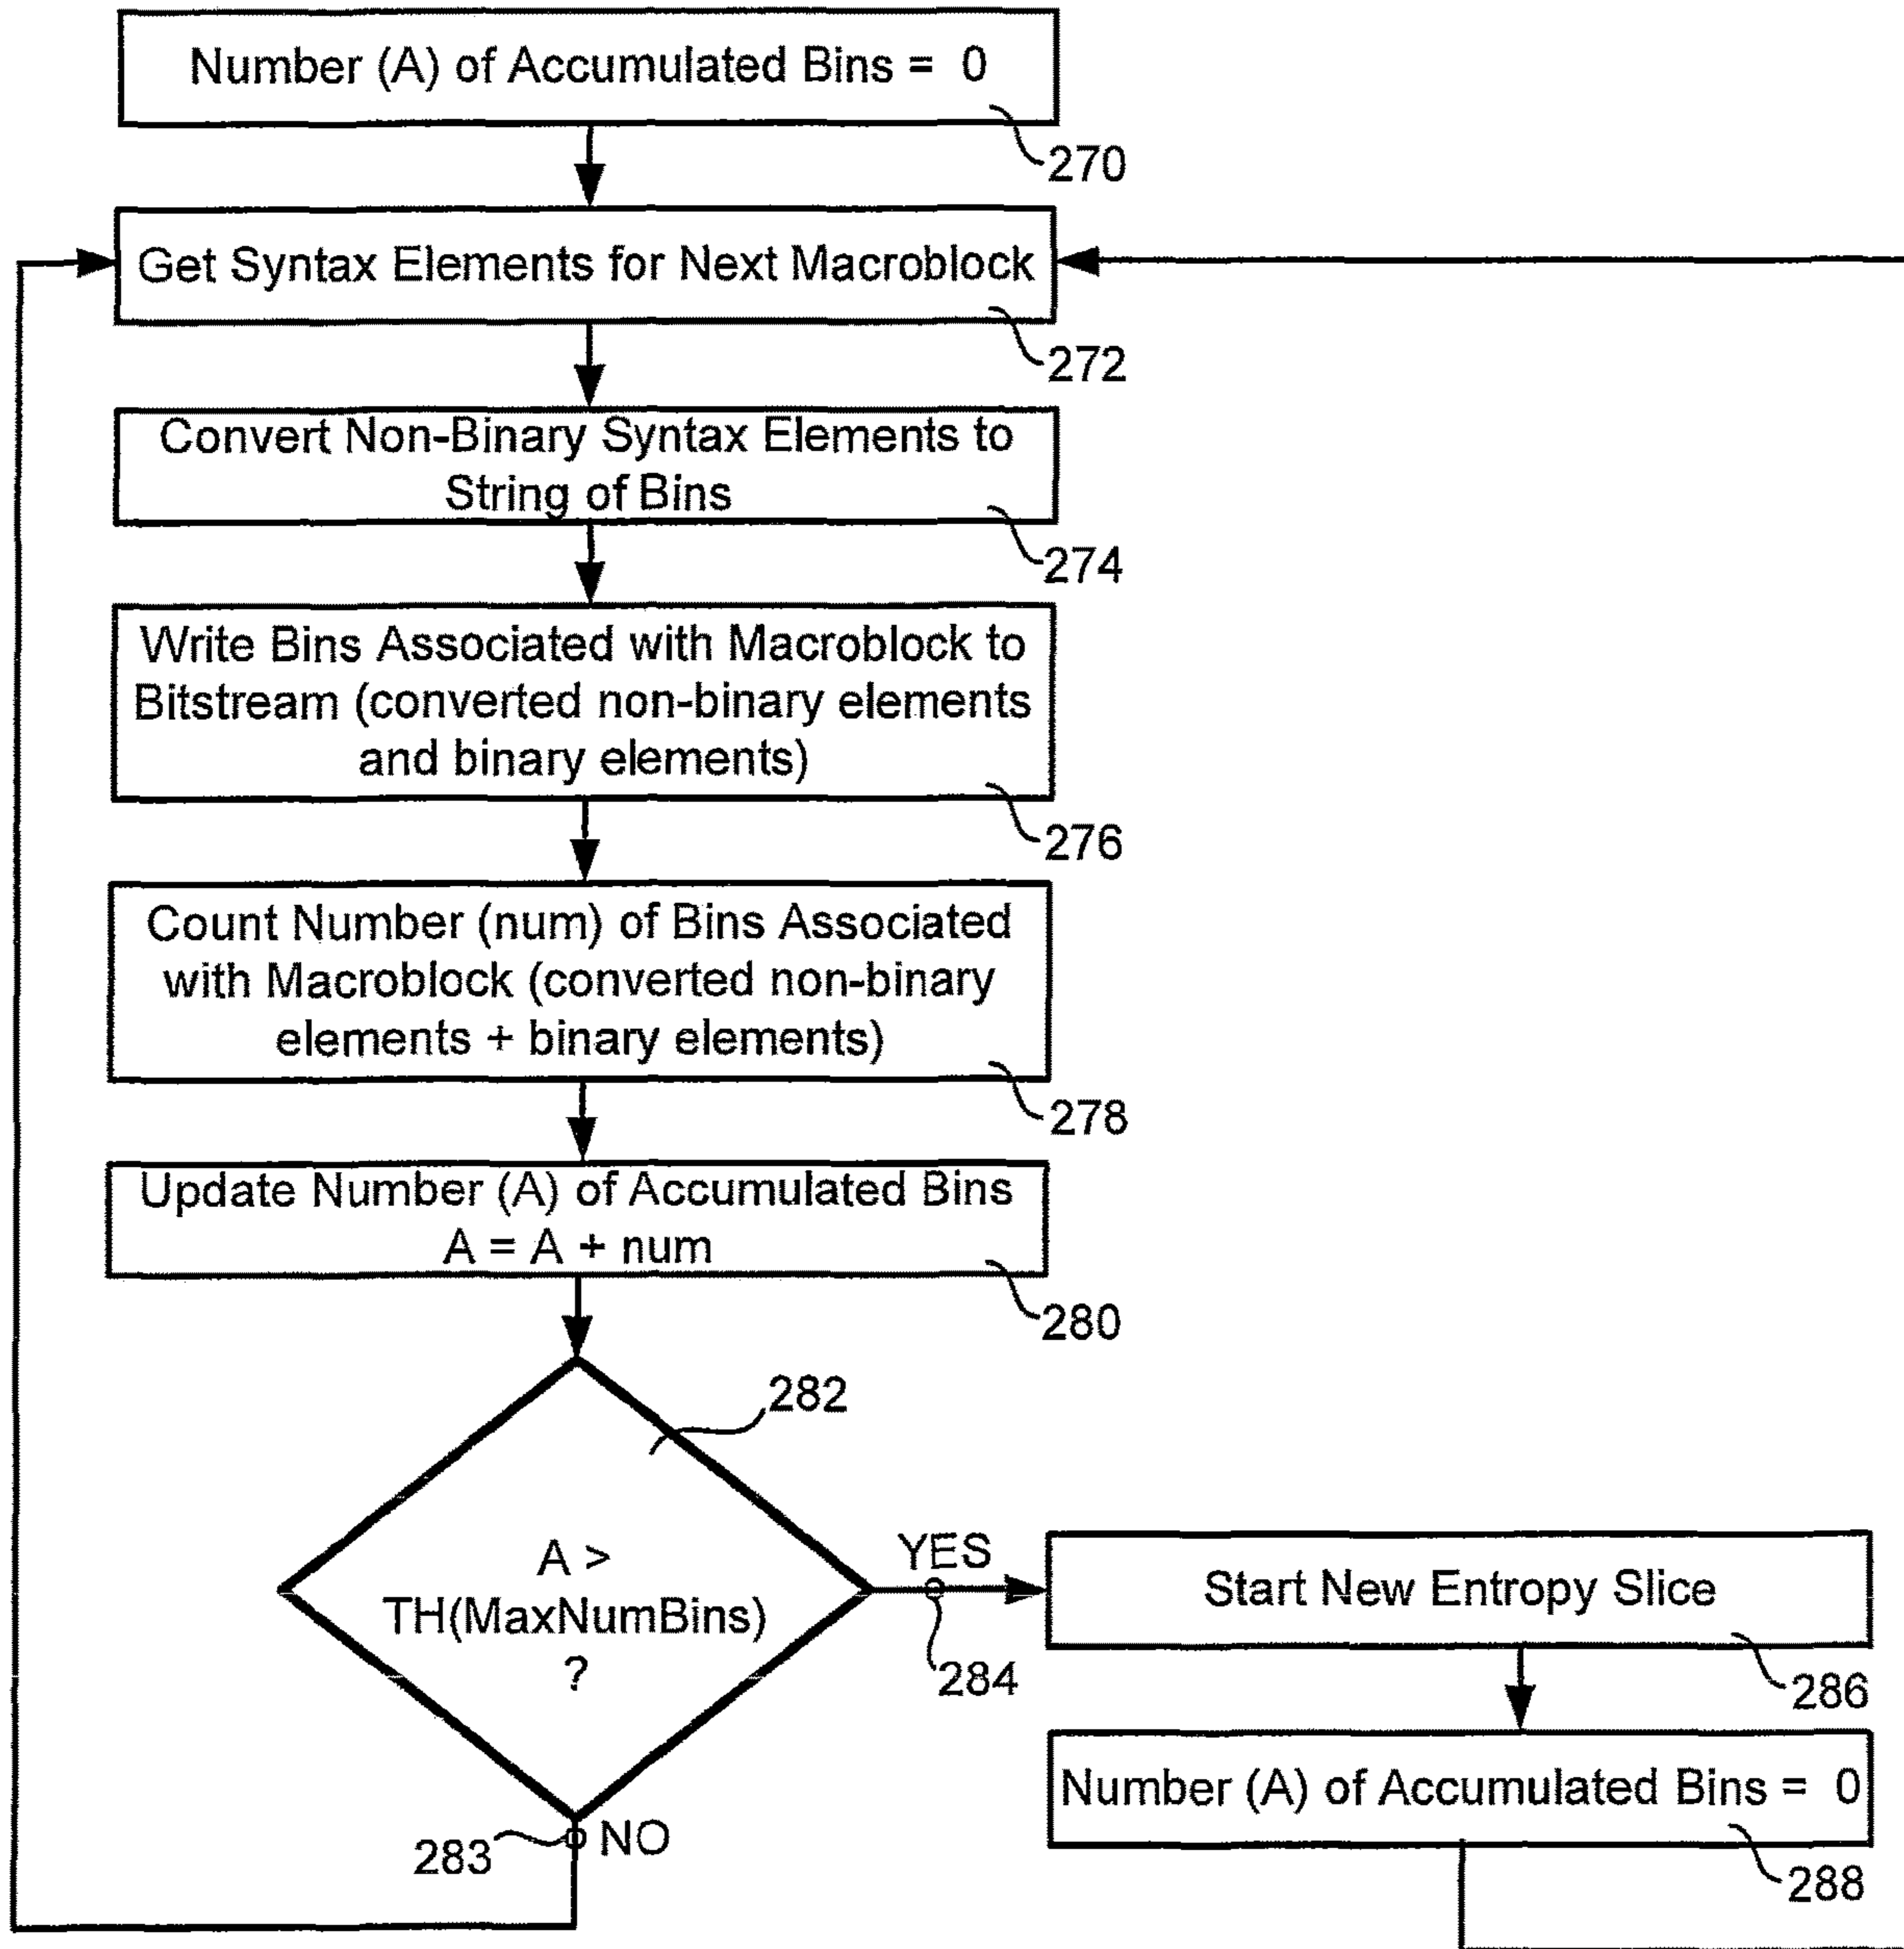 Number (A) of Accumulated Bins = 0
270
Get Syntax Elements for Next Macroblock
272
Convert Non-Binary Syntax Elements to
String of Bins
274
Write Bins Associated with Macroblock to
Bitstream (converted non-binary elements
and binary elements)
276
Count Number (num) of Bins Associated
with Macroblock (converted non-binary
elements + binary elements)
278
Update Number (A) of Accumulated Bins
A = A + num
280
282
A >
TH(MaxNumBins)
?
YES
284
283
NO
Start New Entropy Slice
286
Number (A) of Accumulated Bins = 0
288